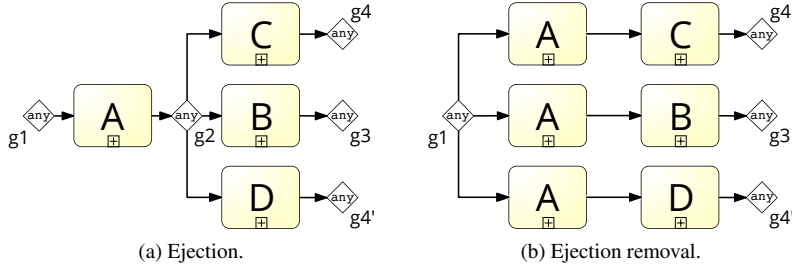 C
any
g4
any
g1
A
any
g2
B
any
g3
D
any
g4'
(a) Ejection.
any
g1
A
C
any
g4
A
B
any
g3
A
D
any
g4'
(b) Ejection removal.